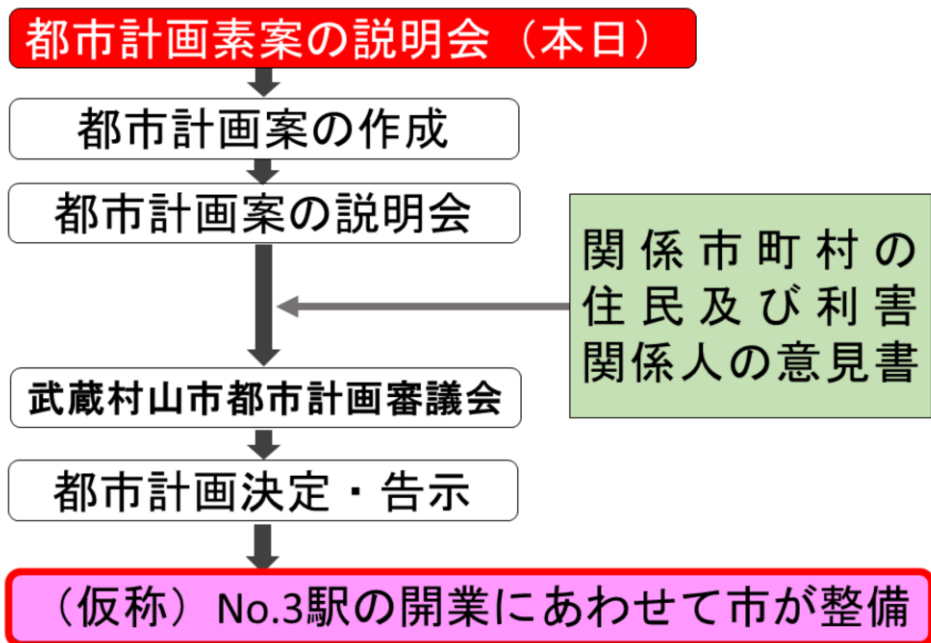 都市計画素案の説明会（本日）
都市計画案の作成
都市計画案の説明会
関係市町村の
住民及び利害
関係人の意見書
武蔵村山市都市計画審議会
都市計画決定・告示
（仮称）No.3駅の開業にあわせて市が整備